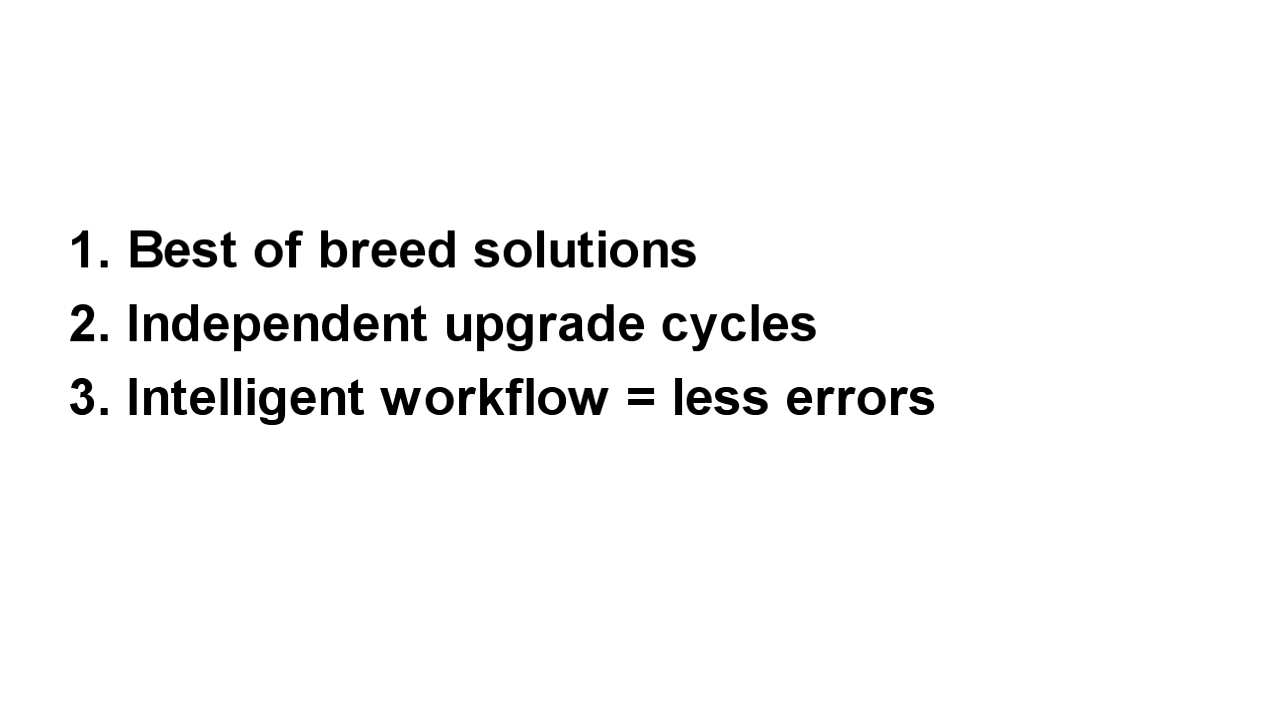 1. Best of breed solutions
2. Independent upgrade cycles
3. Intelligent workflow = less errors